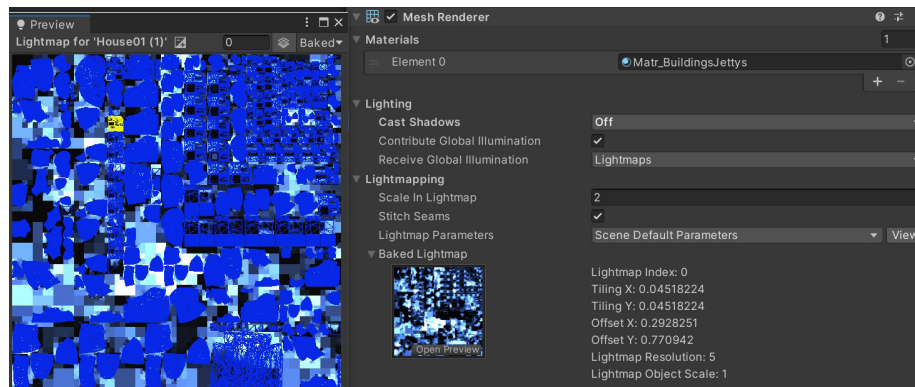 Preview
Lightmap for 'House01 (1)' 0 Baked
Mesh Renderer
Materials 1
Element 0 Matr_BuildingsJettys
Lighting
Cast Shadows Off
Contribute Global Illumination
Receive Global Illumination Lightmaps
Lightmapping
Scale In Lightmap 2
Stitch Seams
Lightmap Parameters Scene Default Parameters View
Baked Lightmap
Open Preview
Lightmap Index: 0
Tiling X: 0.04518224
Tiling Y: 0.04518224
Offset X: 0.2928251
Offset Y: 0.770942
Lightmap Resolution: 5
Lightmap Object Scale: 1